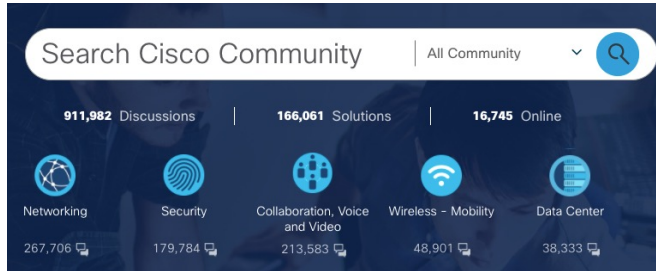 Search Cisco Community All Community
911,982 Discussions 166,061 Solutions 16,745 Online
Networking Security Collaboration, Voice and Video Wireless - Mobility Data Center
267,706 179,784 213,583 48,901 38,333